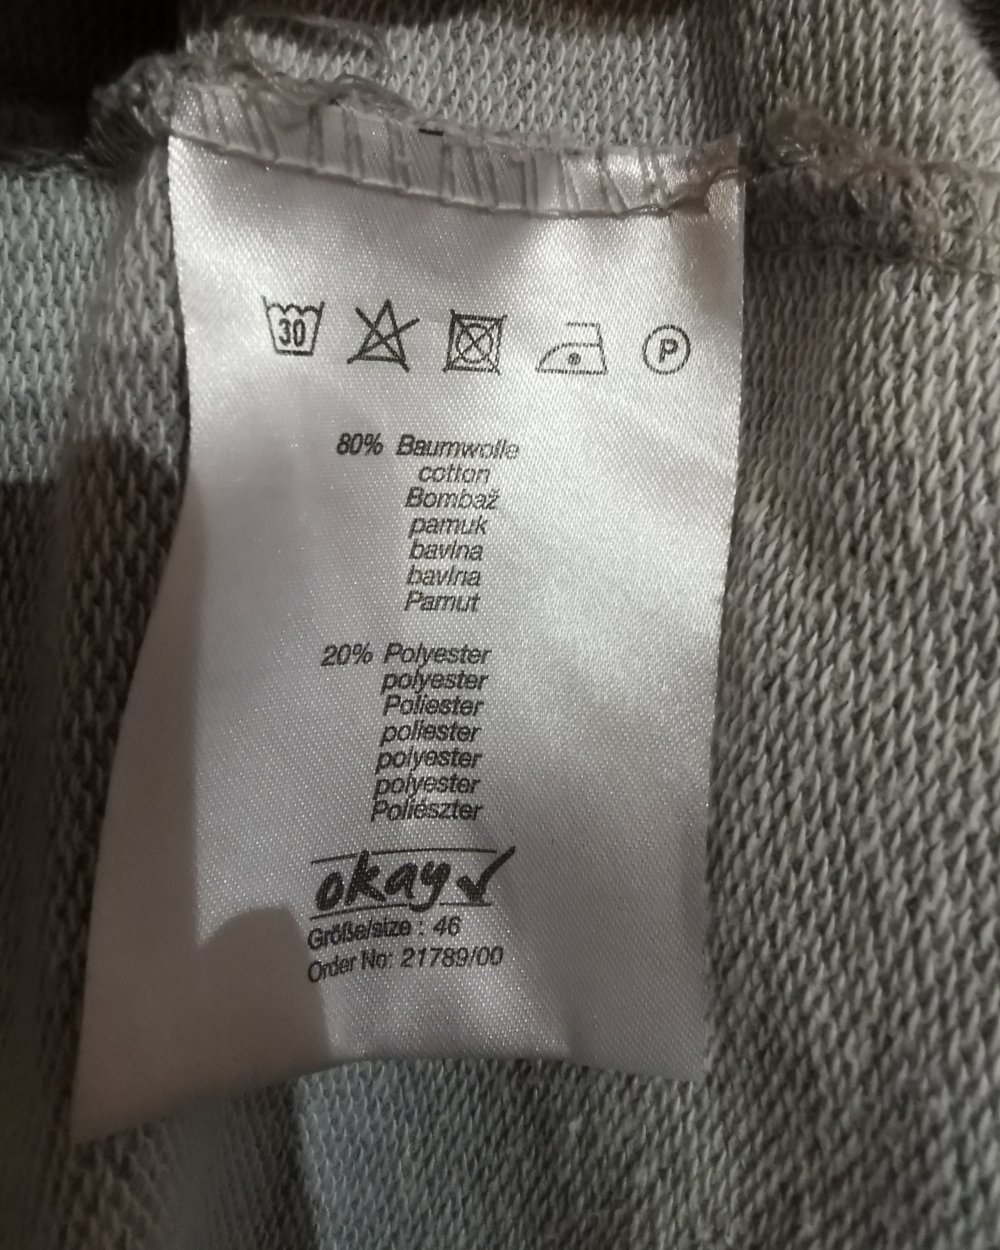 30
P
80% Baumwolle
cotton
Bombaž
pamuk
bavlna
bavlna
Pamut
20% Polyester
polyester
Poliester
poliester
polyester
polyester
Poliészter
okay
Größe/size : 46
Order No: 21789/00